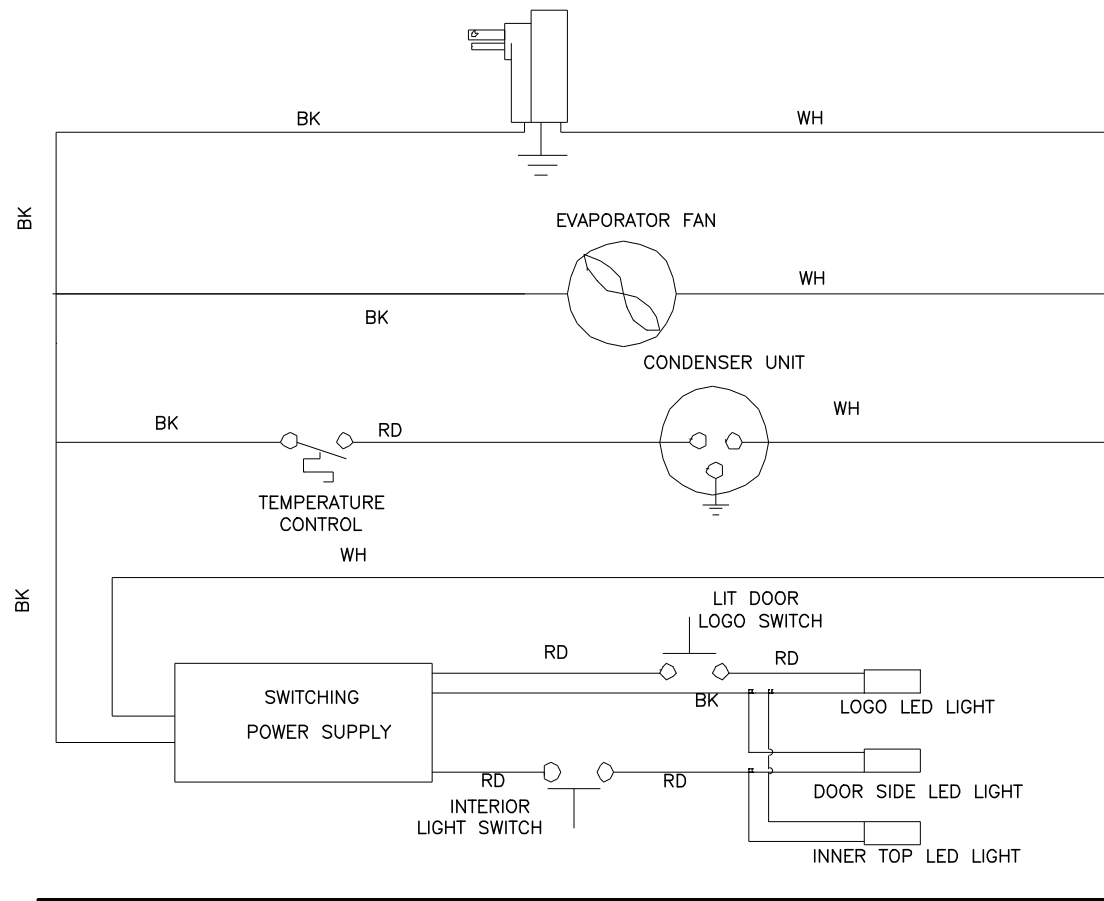 BK
WH
BK
EVAPORATOR FAN
WH
BK
CONDENSER UNIT
WH
BK
RD
TEMPERATURE
CONTROL
WH
BK
LIT DOOR
LOGO SWITCH
RD
RD
SWITCHING
POWER SUPPLY
BK
LOGO LED LIGHT
RD
RD
DOOR SIDE LED LIGHT
INTERIOR
LIGHT SWITCH
INNER TOP LED LIGHT